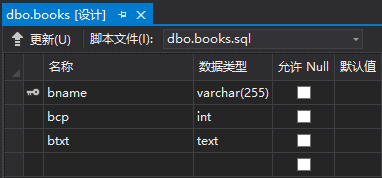 dbo.books [设计]
更新(U) 脚本文件(I): dbo.books.sql
名称 数据类型 允许 Null 默认值
bname varchar(255)
bcp int
btxt text